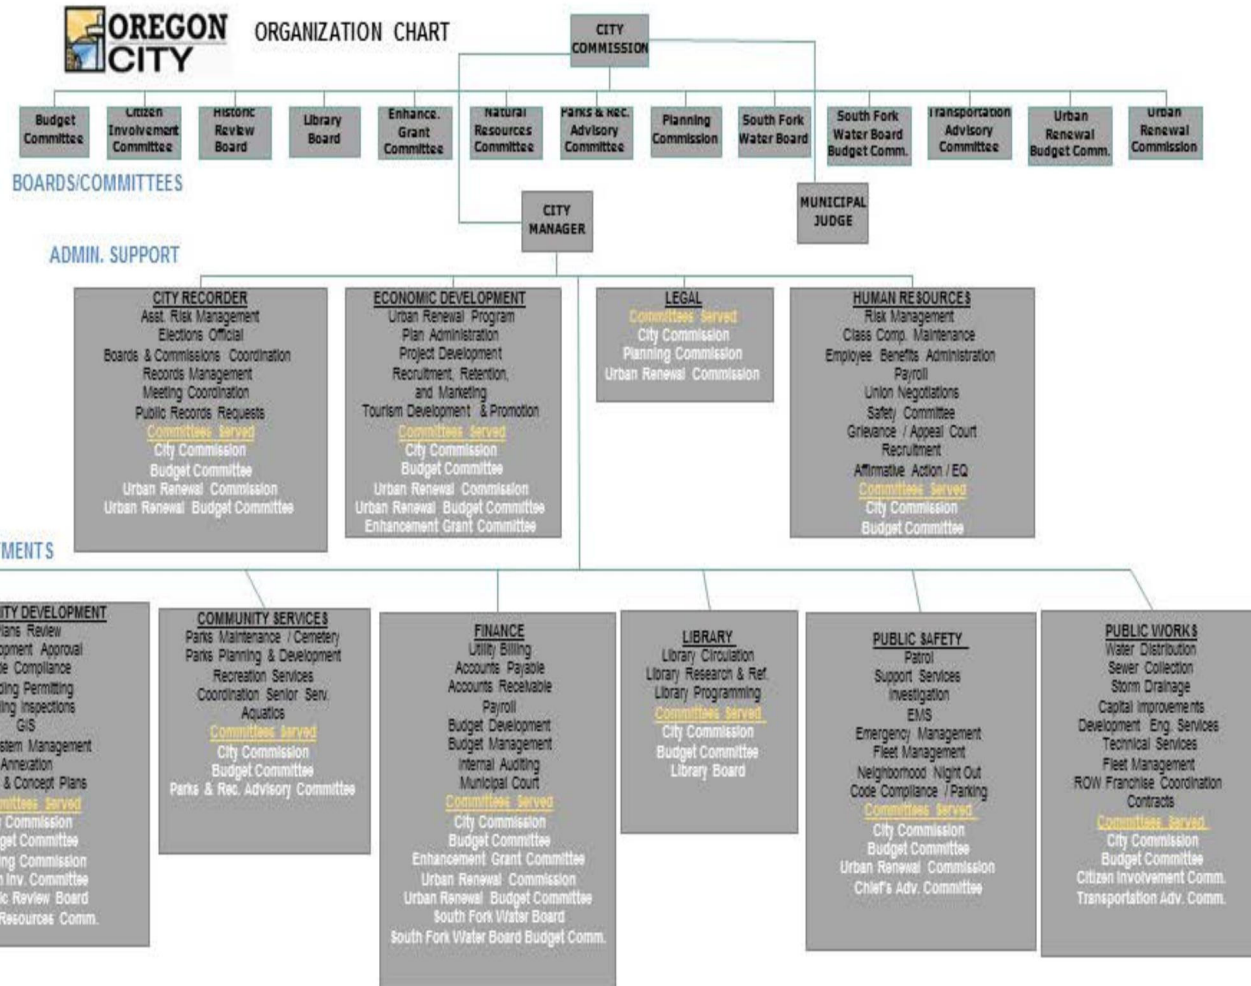 OREGON
CITY
ORGANIZATION CHART
CITY
COMMISSION
Budget
Committee
Citizen
Involvement
Committee
Historic
Review
Board
Library
Board
Enhance.
Grant
Committee
Natural
Resources
Committee
Parks & Rec.
Advisory
Committee
Planning
Commission
South Fork
Water Board
South Fork
Water Board
Budget Comm.
Transportation
Advisory
Committee
Urban
Renewal
Budget Comm.
Urban
Renewal
Commission
BOARDS/COMMITTEES
CITY
MANAGER
MUNICIPAL
JUDGE
ADMIN. SUPPORT
CITY RECORDER
Asst. Risk Management
Elections Official
Boards & Commissions Coordination
Records Management
Meeting Coordination
Public Records Requests
Committees Served
City Commission
Budget Committee
Urban Renewal Commission
Urban Renewal Budget Committee
ECONOMIC DEVELOPMENT
Urban Renewal Program
Plan Administration
Project Development
Recruitment, Retention,
and Marketing
Tourism Development & Promotion
Committees Served
City Commission
Budget Committee
Urban Renewal Commission
Urban Renewal Budget Committee
Enhancement Grant Committee
LEGAL
Committees Served
City Commission
Planning Commission
Urban Renewal Commission
HUMAN RESOURCES
Risk Management
Class Comp. Maintenance
Employee Benefits Administration
Payroll
Union Negotiations
Safety Committee
Grievance / Appeal Court
Recruitment
Affirmative Action / EQ
Committees Served
City Commission
Budget Committee
TMENTS
ITY DEVELOPMENT
lans Review
opment Approval
de Compliance
ding Permitting
ling Inspections
GIS
stem Management
Annexation
& Concept Plans
mittees Served
y Commission
get Committee
ing Commission
n Inv. Committee
ic Review Board
Resources Comm.
COMMUNITY SERVICES
Parks Maintenance / Cemetery
Parks Planning & Development
Recreation Services
Coordination Senior Serv.
Aquatics
Committees Served
City Commission
Budget Committee
Parks & Rec. Advisory Committee
FINANCE
Utility Billing
Accounts Payable
Accounts Receivable
Payroll
Budget Development
Budget Management
Internal Auditing
Municipal Court
Committees Served
City Commission
Budget Committee
Enhancement Grant Committee
Urban Renewal Commission
Urban Renewal Budget Committee
South Fork Water Board
South Fork Water Board Budget Comm.
LIBRARY
Library Circulation
Library Research & Ref.
Library Programming
Committees Served
City Commission
Budget Committee
Library Board
PUBLIC SAFETY
Patrol
Support Services
Investigation
EMS
Emergency Management
Fleet Management
Neighborhood Night Out
Code Compliance / Parking
Committees Served
City Commission
Budget Committee
Urban Renewal Commission
Chief's Adv. Committee
PUBLIC WORKS
Water Distribution
Sewer Collection
Storm Drainage
Capital Improvements
Development Eng. Services
Technical Services
Fleet Management
ROW Franchise Coordination
Contracts
Committees Served
City Commission
Budget Committee
Citizen Involvement Comm.
Transportation Adv. Comm.